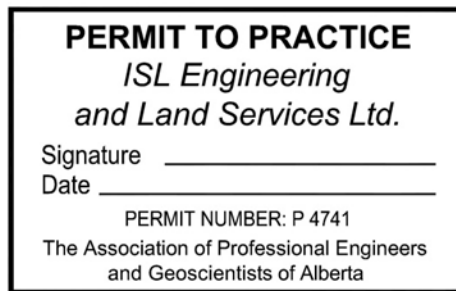 PERMIT TO PRACTICE
ISL Engineering
and Land Services Ltd.
Signature
Date
PERMIT NUMBER: P 4741
The Association of Professional Engineers
and Geoscientists of Alberta